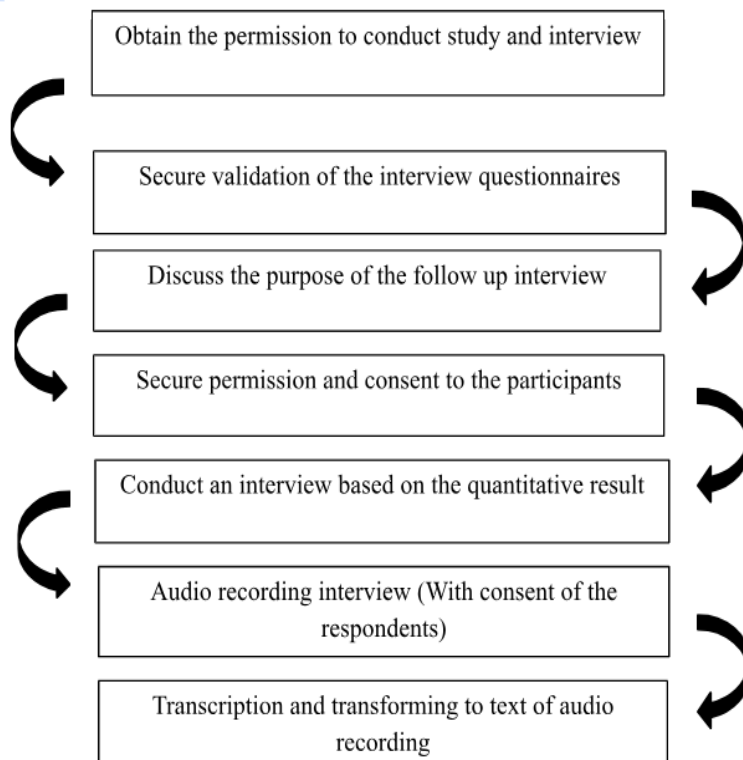 Obtain the permission to conduct study and interview
Secure validation of the interview questionnaires
Discuss the purpose of the follow up interview
Secure permission and consent to the participants
Conduct an interview based on the quantitative result
Audio recording interview (With consent of the
respondents)
Transcription and transforming to text of audio
recording